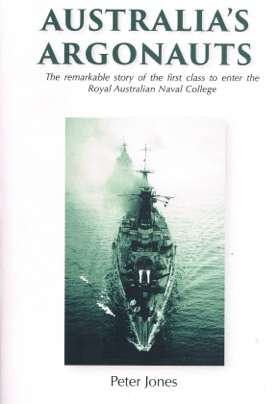 AUSTRALIA'S
ARGONAUTS
The remarkable story of the first class to enter the
Royal Australian Naval College
Peter Jones